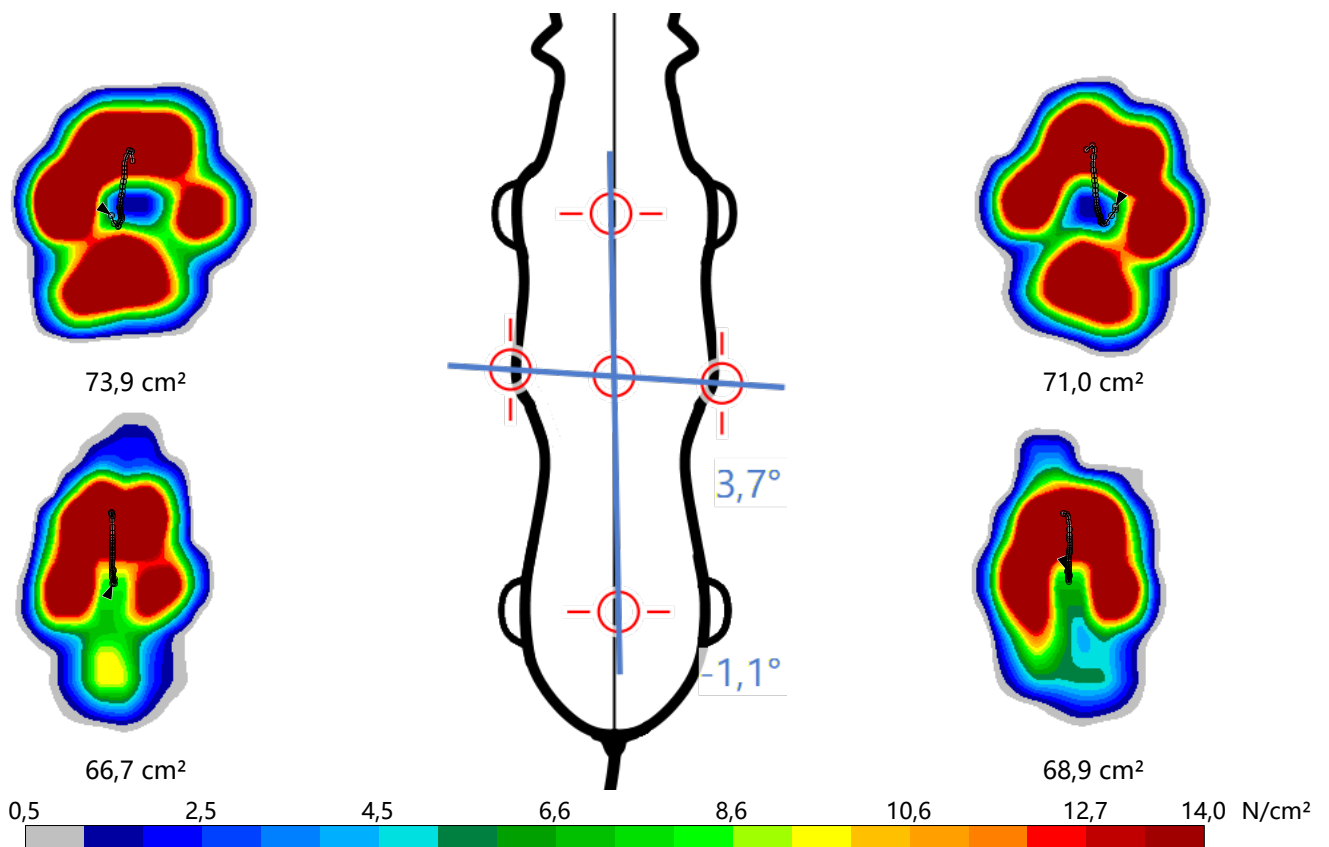 73,9 cm²
71,0 cm²
3,7°
-1,1°
66,7 cm²
68,9 cm²
0,5 2,5 4,5 6,6 8,6 10,6 12,7 14,0 N/cm²